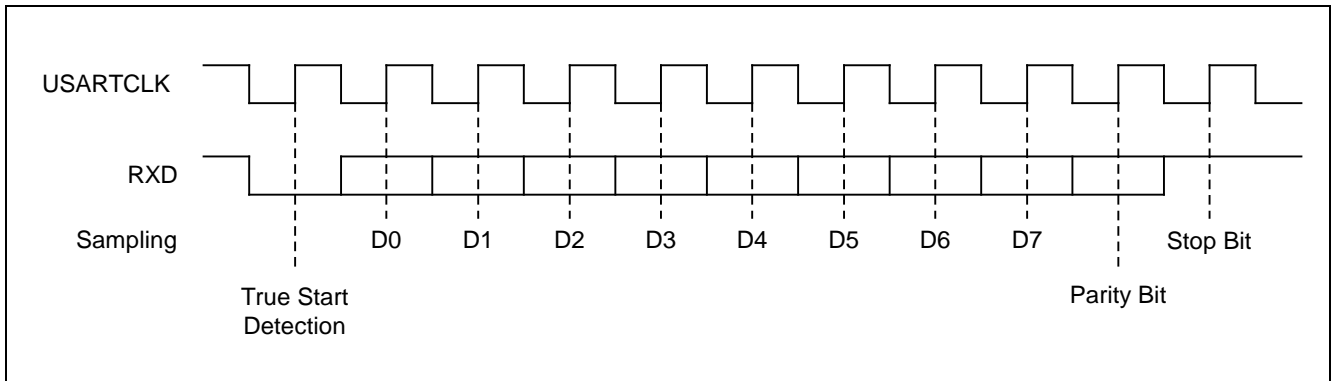 USARTCLK
RXD
Sampling D0 D1 D2 D3 D4 D5 D6 D7 Stop Bit
True Start Parity Bit
Detection